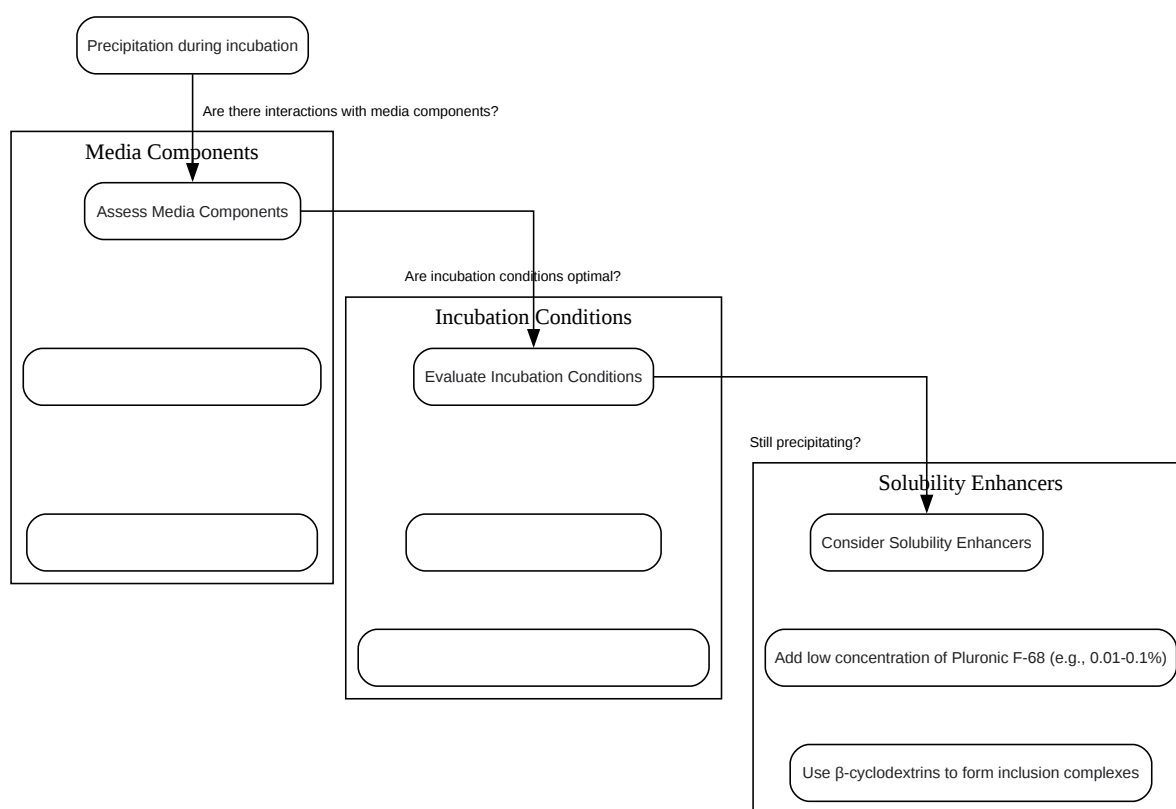 Precipitation during incubation
Are there interactions with media components?
Media Components
Assess Media Components
Are incubation conditions optimal?
Incubation Conditions
Evaluate Incubation Conditions
Still precipitating?
Solubility Enhancers
Consider Solubility Enhancers
Add low concentration of Pluronic F-68 (e.g., 0.01-0.1%)
Use β-cyclodextrins to form inclusion complexes